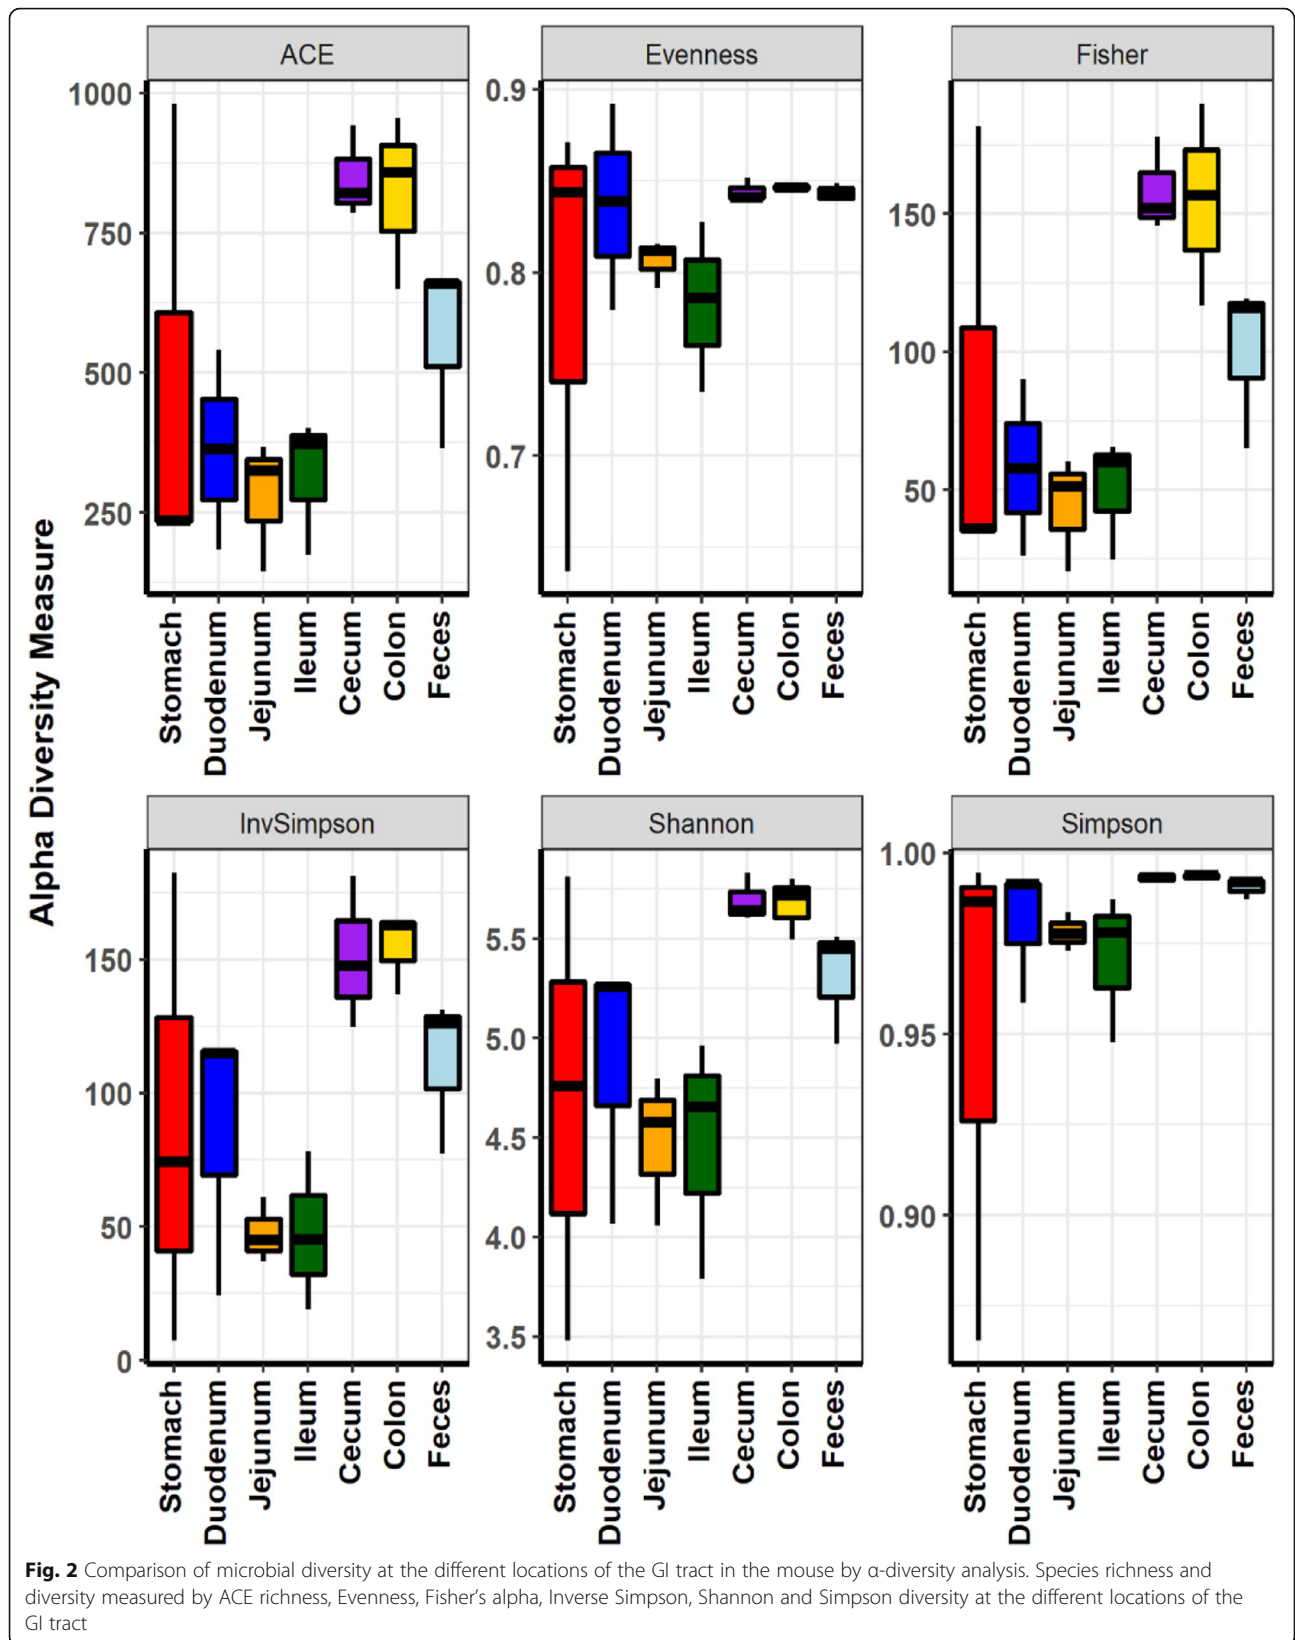 Alpha Diversity Measure
ACE
1000
750
500
250
Stomach
Duodenum
Jejunum
Ileum
Cecum
Colon
Feces
Evenness
0.9
0.8
0.7
Stomach
Duodenum
Jejunum
Ileum
Cecum
Colon
Feces
Fisher
150
100
50
Stomach
Duodenum
Jejunum
Ileum
Cecum
Colon
Feces
InvSimpson
150
100
50
0
Stomach
Duodenum
Jejunum
Ileum
Cecum
Colon
Feces
Shannon
5.5
5.0
4.5
4.0
3.5
Stomach
Duodenum
Jejunum
Ileum
Cecum
Colon
Feces
Simpson
1.00
0.95
0.90
Stomach
Duodenum
Jejunum
Ileum
Cecum
Colon
Feces
Fig. 2 Comparison of microbial diversity at the different locations of the GI tract in the mouse by α-diversity analysis. Species richness and
diversity measured by ACE richness, Evenness, Fisher's alpha, Inverse Simpson, Shannon and Simpson diversity at the different locations of the
GI tract